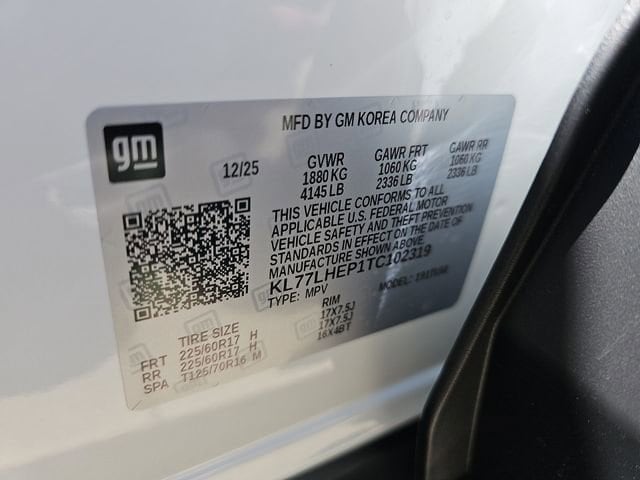 gm
MFD BY GM KOREA COMPANY
12/25
GVWR GAWR FRT GAWR RR
1880 KG 1060 KG 1060 KG
4145 LB 2336 LB 2336 LB
THIS VEHICLE CONFORMS TO ALL
APPLICABLE U.S. FEDERAL MOTOR
VEHICLE SAFETY AND THEFT PREVENTION
STANDARDS IN EFFECT ON THE DATE OF
MANUFACTURE SHOWN ABOVE.
KL77LHEP1TC102319
TYPE: MPV MODEL:
TIRE SIZE RIM
FRT 225/60R17 H 17X7.5J
RR 225/60R17 H 17X7.5J
SPA T125/70R16 M 16X4BT